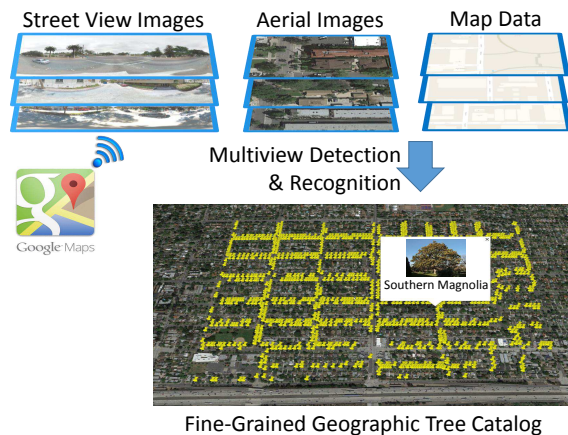 Street View Images
Aerial Images
Map Data
Multiview Detection
& Recognition
Google Maps
Southern Magnolia
Fine-Grained Geographic Tree Catalog